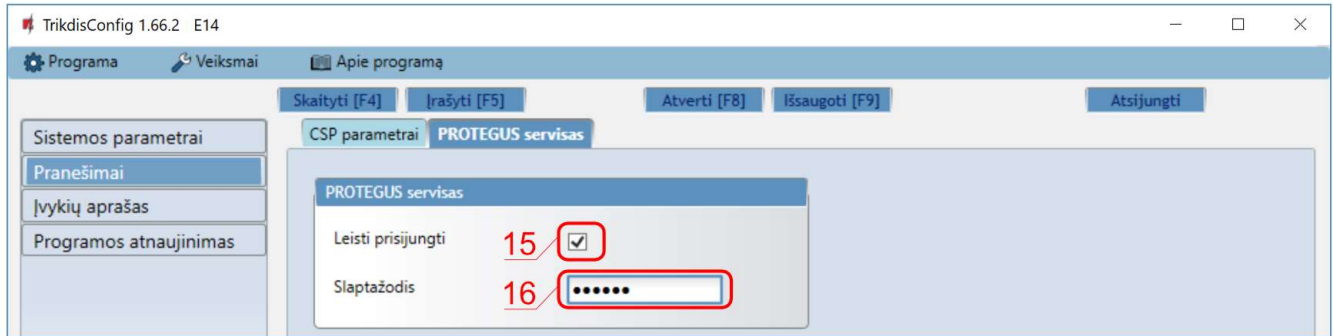 TrikdisConfig 1.66.2 E14
Programa Veiksmai Apie programą
Skaityti [F4] Įrašyti [F5] Atverti [F8] Išsaugoti [F9] Atsijungti
Sistemos parametrai
Pranešimai
Įvykių aprašas
Programos atnaujinimas
CSP parametrai PROTEGUS servisas
PROTEGUS servisas
Leisti prisijungti 15
Slaptažodis 16 ••••••